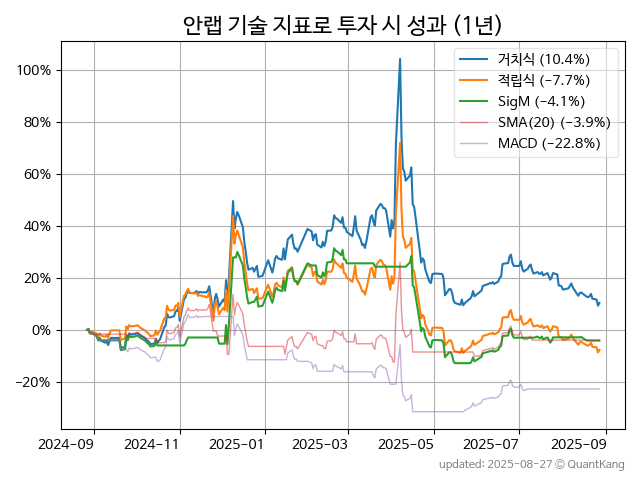 안랩 기술 지표로 투자 시 성과 (1년)
거치식 (10.4%)
적립식 (−7.7%)
SigM (−4.1%)
SMA(20) (−3.9%)
MACD (−22.8%)
100%
80%
60%
40%
20%
0%
−20%
2024-09 2024-11 2025-01 2025-03 2025-05 2025-07 2025-09
updated: 2025-08-27 © QuantKang